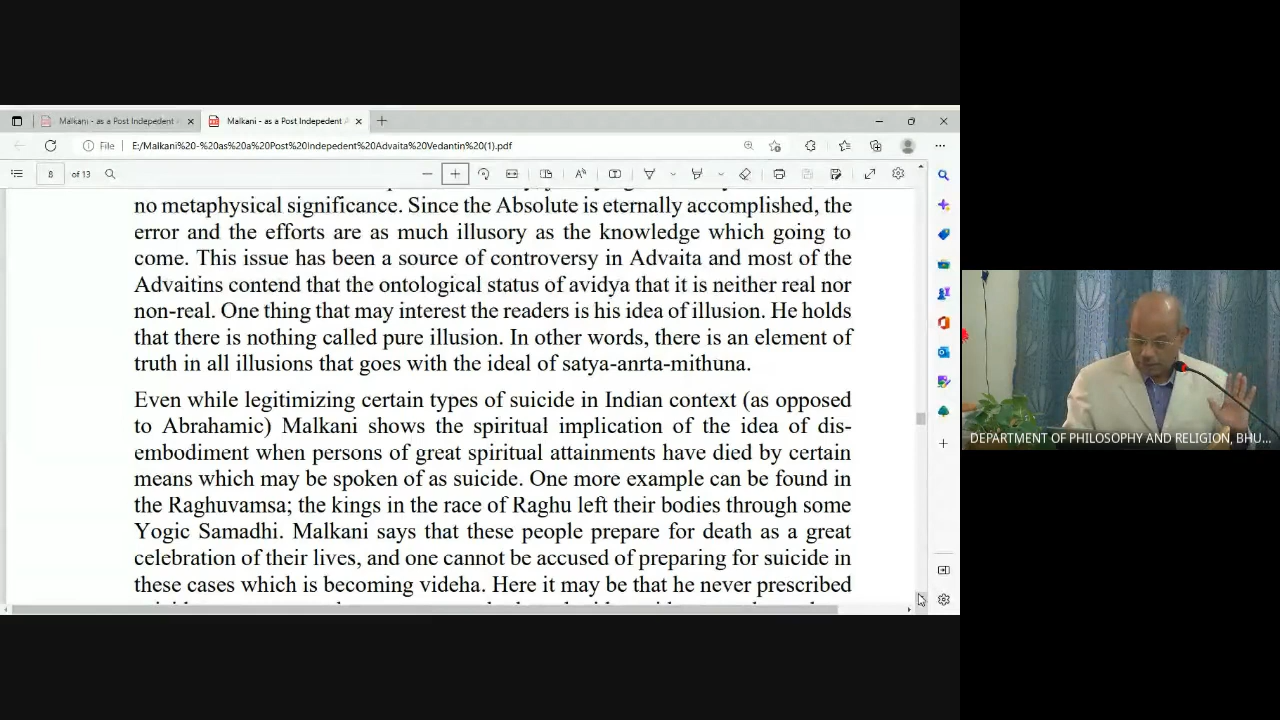 Malkani - as a Post Indepedent
Malkani - as a Post Indepedent A
File
E:/Malkani%20-%20as%20a%20Post%20Indepedent%20Advaita%20Vedantin%20(1).pdf
8
of 13
no metaphysical significance. Since the Absolute is eternally accomplished, the
error and the efforts are as much illusory as the knowledge which going to
come. This issue has been a source of controversy in Advaita and most of the
Advaitins contend that the ontological status of avidya that it is neither real nor
non-real. One thing that may interest the readers is his idea of illusion. He holds
that there is nothing called pure illusion. In other words, there is an element of
truth in all illusions that goes with the ideal of satya-anrta-mithuna.
Even while legitimizing certain types of suicide in Indian context (as opposed
to Abrahamic) Malkani shows the spiritual implication of the idea of dis-
embodiment when persons of great spiritual attainments have died by certain
means which may be spoken of as suicide. One more example can be found in
the Raghuvamsa; the kings in the race of Raghu left their bodies through some
Yogic Samadhi. Malkani says that these people prepare for death as a great
celebration of their lives, and one cannot be accused of preparing for suicide in
these cases which is becoming videha. Here it may be that he never prescribed
DEPARTMENT OF PHILOSOPHY AND RELIGION, BHU...